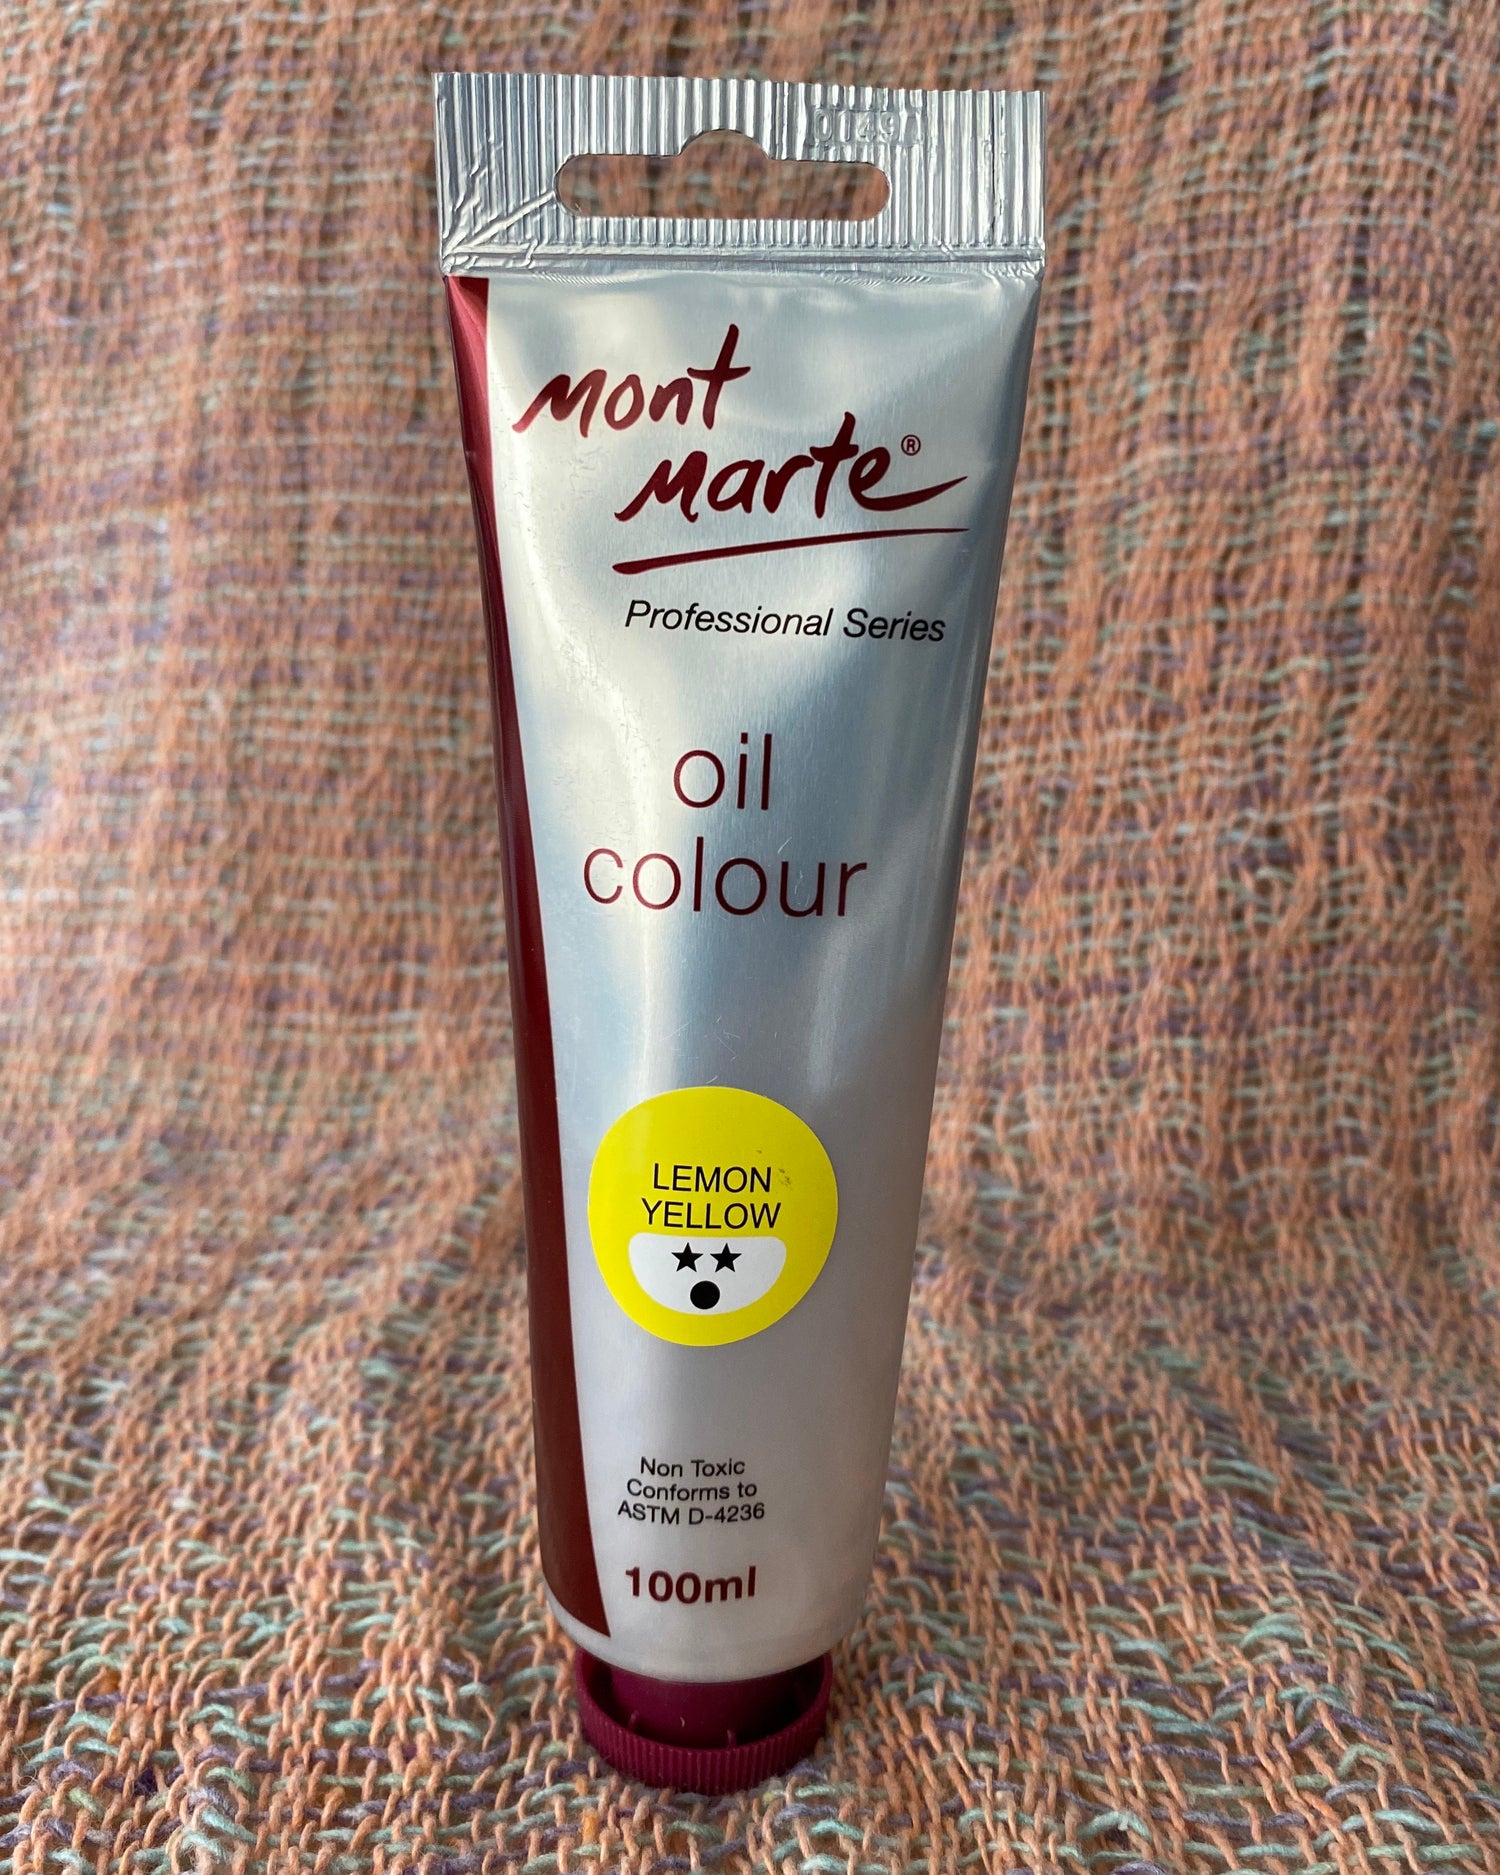 mont
marte®
Professional Series
oil
colour
LEMON
YELLOW
Non Toxic
Conforms to
ASTM D-4236
100ml